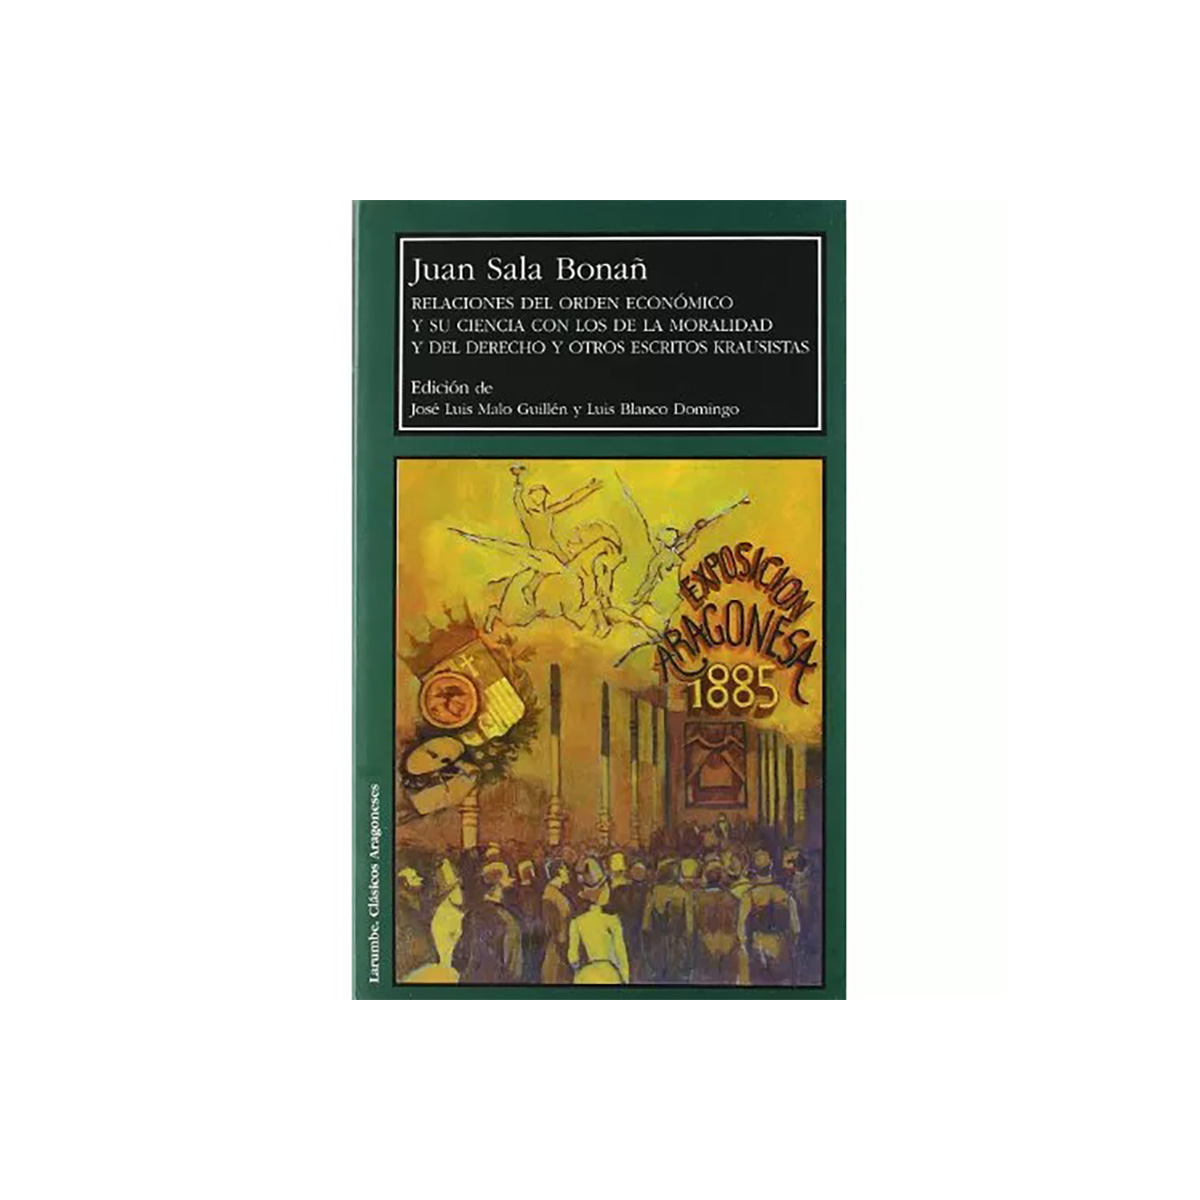 Juan Sala Bonañ
RELACIONES DEL ORDEN ECONÓMICO
Y SU CIENCIA CON LOS DE LA MORALIDAD
Y DEL DERECHO Y OTROS ESCRITOS KRAUSISTAS
Edición de
José Luis Malo Guillén y Luis Blanco Domingo
EXPOSICION
ARAGONESA
1885
Larumbe. Clásicos Aragoneses